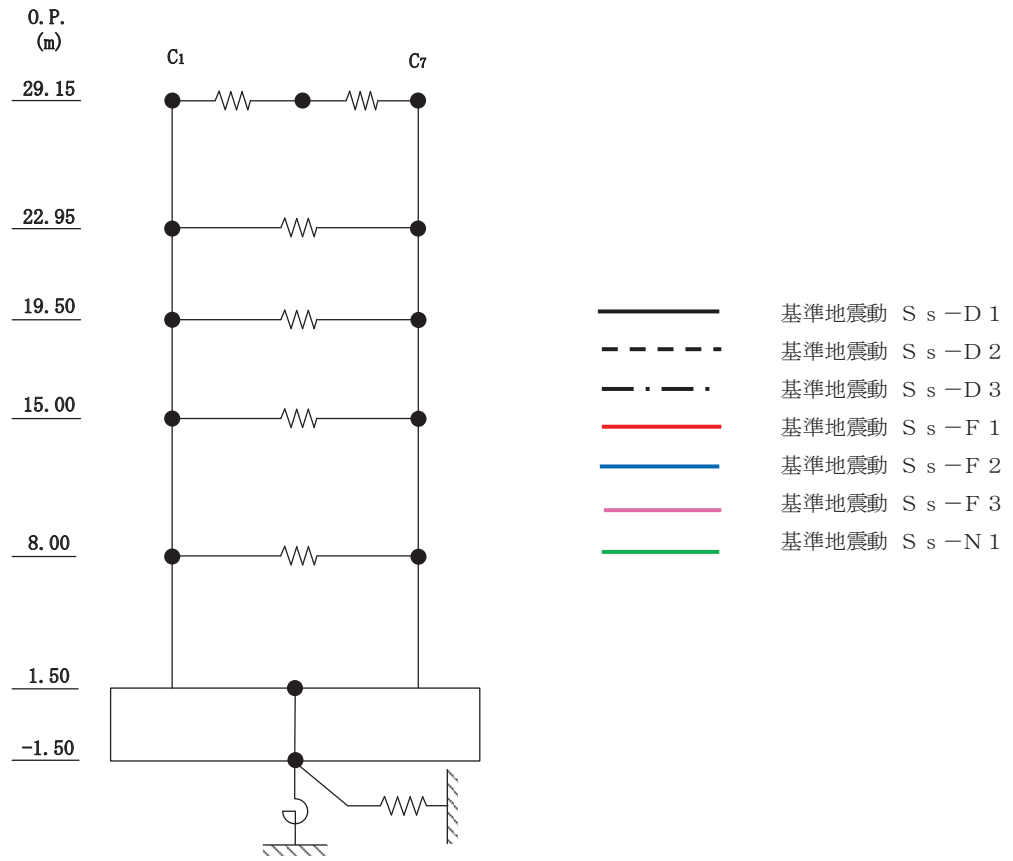 O.P.
(m)
C1
C7
29.15
22.95
19.50
15.00
8.00
1.50
-1.50
基準地震動 Ｓｓ－Ｄ１
基準地震動 Ｓｓ－Ｄ２
基準地震動 Ｓｓ－Ｄ３
基準地震動 Ｓｓ－Ｆ１
基準地震動 Ｓｓ－Ｆ２
基準地震動 Ｓｓ－Ｆ３
基準地震動 Ｓｓ－Ｎ１